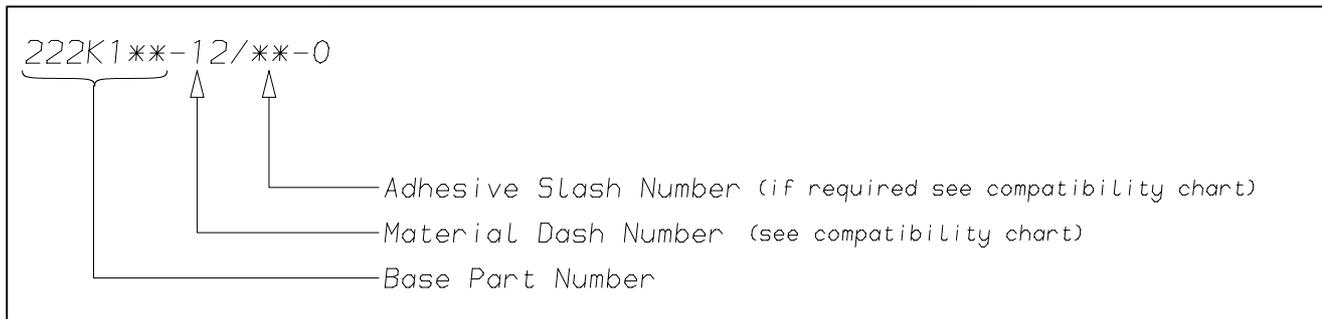 222K1**-12/**-0
Adhesive Slash Number (if required see compatibility chart)
Material Dash Number (see compatibility chart)
Base Part Number